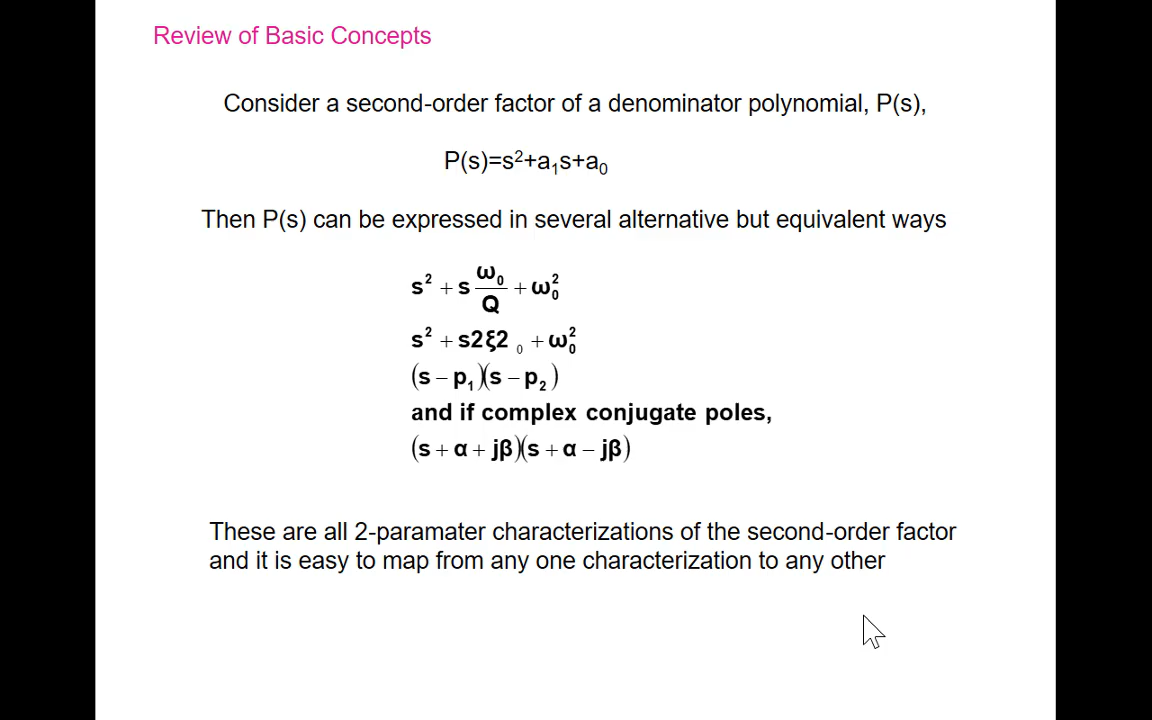 Review of Basic Concepts
Consider a second-order factor of a denominator polynomial, P(s),
P(s)=s²+a₁s+a₀
Then P(s) can be expressed in several alternative but equivalent ways
s² + s ω₀/Q + ω₀²
s² + s2ξ2 ₀ + ω₀²
(s − p₁)(s − p₂)
and if complex conjugate poles,
(s + α + jβ)(s + α − jβ)
These are all 2-paramater characterizations of the second-order factor
and it is easy to map from any one characterization to any other